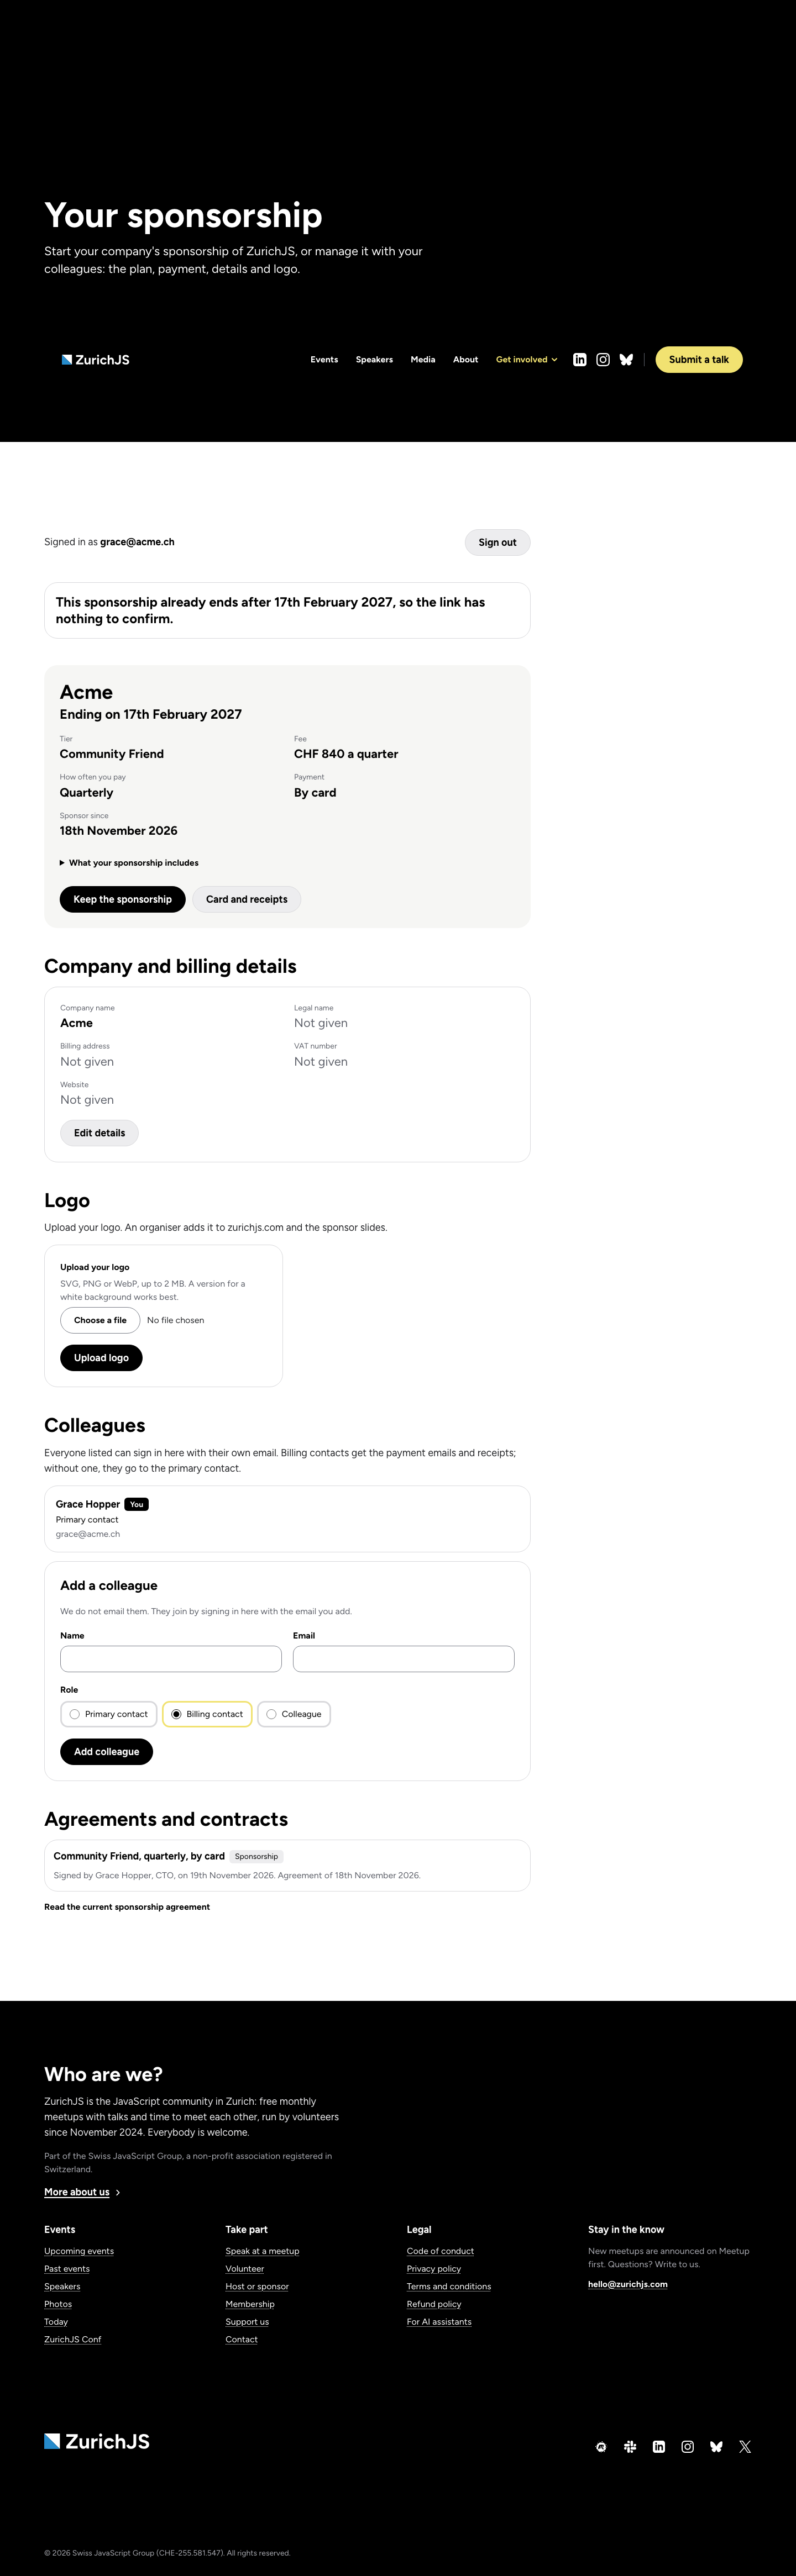 Your sponsorship
Start your company's sponsorship of ZurichJS, or manage it with your
colleagues: the plan, payment, details and logo.
ZurichJS
Events
Speakers
Media
About
Get involved
Submit a talk
Signed in as grace@acme.ch
Sign out
This sponsorship already ends after 17th February 2027, so the link has
nothing to confirm.
Acme
Ending on 17th February 2027
Tier
Fee
Community Friend
CHF 840 a quarter
How often you pay
Payment
Quarterly
By card
Sponsor since
18th November 2026
What your sponsorship includes
Keep the sponsorship
Card and receipts
Company and billing details
Company name
Legal name
Acme
Not given
Billing address
VAT number
Not given
Not given
Website
Not given
Edit details
Logo
Upload your logo. An organiser adds it to zurichjs.com and the sponsor slides.
Upload your logo
SVG, PNG or WebP, up to 2 MB. A version for a
white background works best.
Choose a file
No file chosen
Upload logo
Colleagues
Everyone listed can sign in here with their own email. Billing contacts get the payment emails and receipts;
without one, they go to the primary contact.
Grace Hopper You
Primary contact
grace@acme.ch
Add a colleague
We do not email them. They join by signing in here with the email you add.
Name
Email
Role
Primary contact
Billing contact
Colleague
Add colleague
Agreements and contracts
Community Friend, quarterly, by card Sponsorship
Signed by Grace Hopper, CTO, on 19th November 2026. Agreement of 18th November 2026.
Read the current sponsorship agreement
Who are we?
ZurichJS is the JavaScript community in Zurich: free monthly
meetups with talks and time to meet each other, run by volunteers
since November 2024. Everybody is welcome.
Part of the Swiss JavaScript Group, a non-profit association registered in
Switzerland.
More about us
Events
Upcoming events
Past events
Speakers
Photos
Today
ZurichJS Conf
Take part
Speak at a meetup
Volunteer
Host or sponsor
Membership
Support us
Contact
Legal
Code of conduct
Privacy policy
Terms and conditions
Refund policy
For AI assistants
Stay in the know
New meetups are announced on Meetup
first. Questions? Write to us.
hello@zurichjs.com
ZurichJS
© 2026 Swiss JavaScript Group (CHE-255.581.547). All rights reserved.